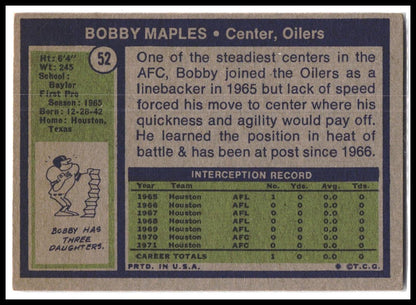 BOBBY MAPLES • Center, Oilers
52
Ht: 6'4"
Wt: 245
School:
Baylor
First Pro
Season: 1965
Born: 12-28-42
Home: Houston,
Texas
One of the steadiest centers in the
AFC, Bobby joined the Oilers as a
linebacker in 1965 but lack of speed
forced his move to center where his
quickness and agility would pay off.
He learned the position in heat of
battle & has been at post since 1966.
BOBBY HAS
THREE
DAUGHTERS.
INTERCEPTION RECORD
Year Team No. Yds. Avg. Tds.
1965 Houston AFL 1 0 0.0 0
1966 Houston AFL 0 0 0.0 0
1967 Houston AFL 0 0 0.0 0
1968 Houston AFL 0 0 0.0 0
1969 Houston AFL 0 0 0.0 0
1970 Houston AFC 0 0 0.0 0
1971 Houston AFC 0 0 0.0 0
CAREER TOTALS 1 0 0.0 0
PRTD. IN U.S.A. © T.C.G.